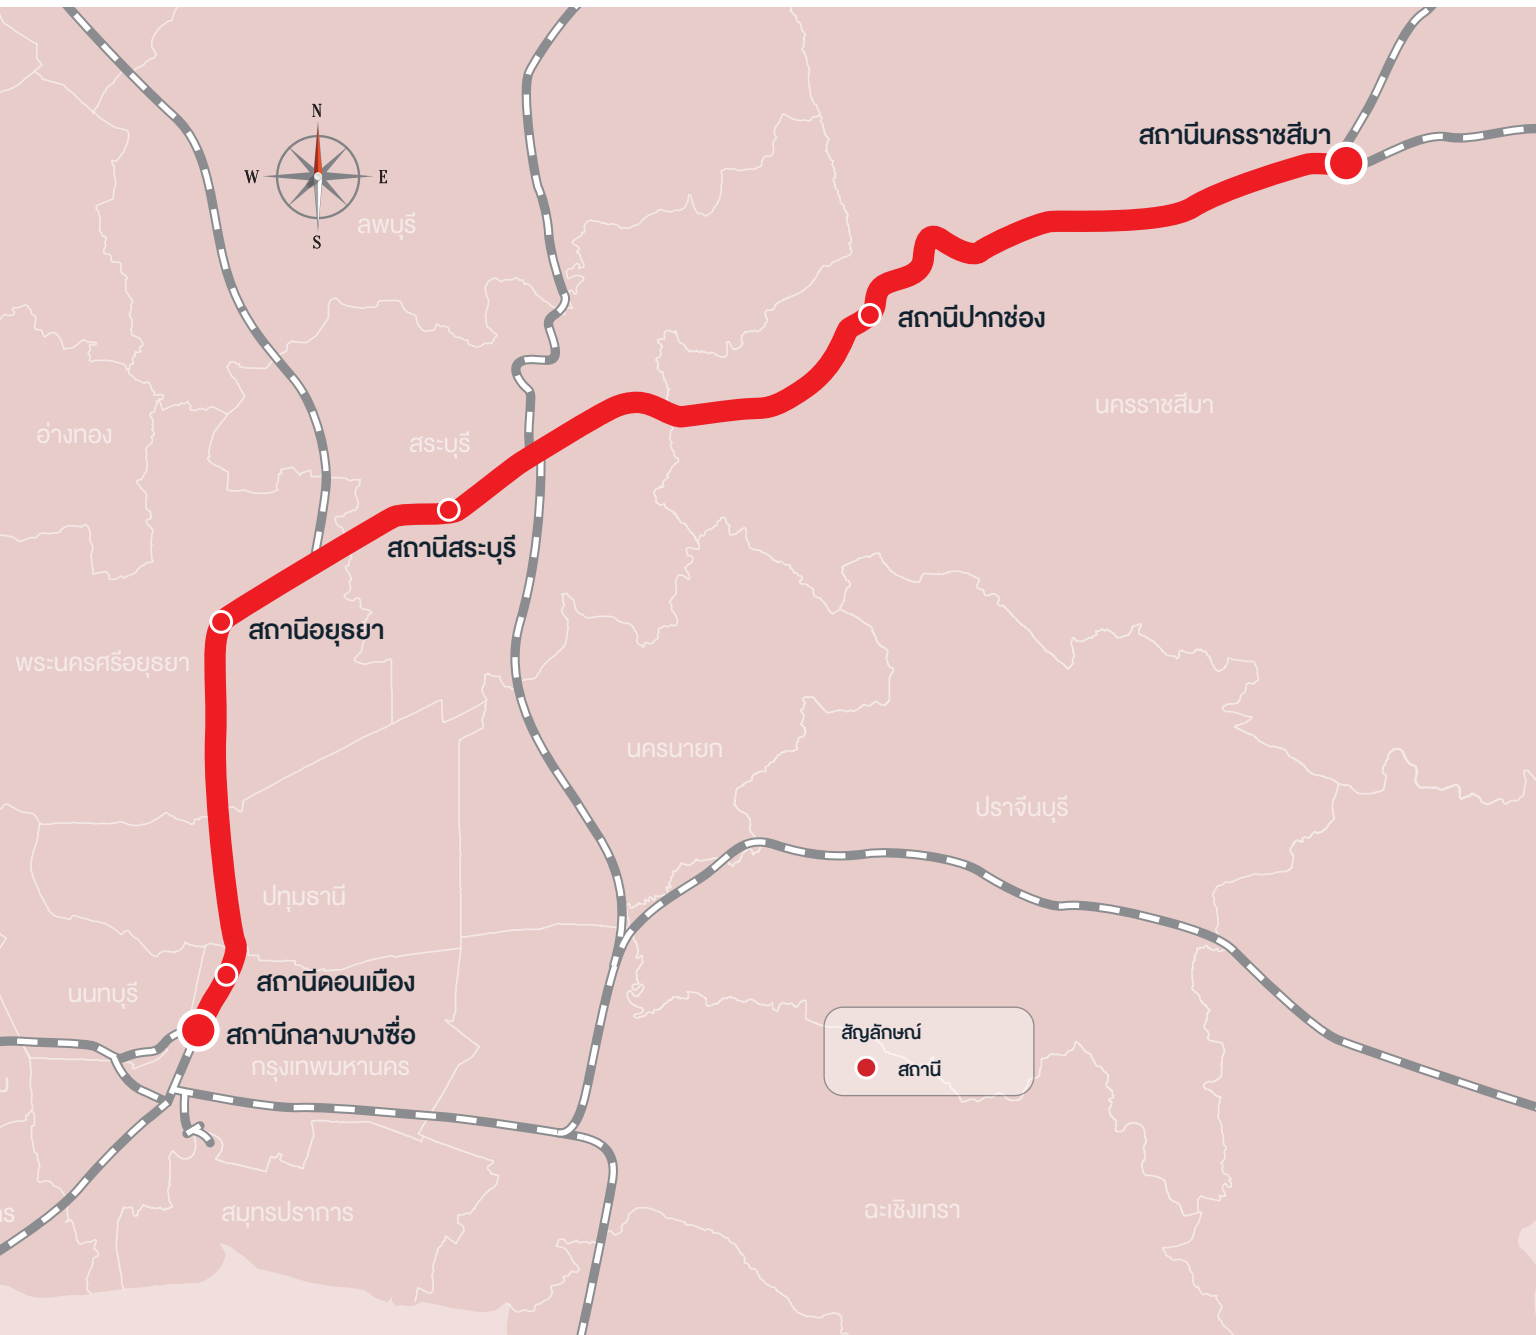 N
สถานีนครราชสีมา
W
E
ลพบุรี
S
สถานีปากช่อง
นครราชสีมา
อ่างทอง
สระบุรี
สถานีสระบุรี
สถานีอยุธยา
พระนครศรีอยุธยา
นครนายก
ปราจีนบุรี
ปทุมธานี
สถานีดอนเมือง
นนทบุรี
สถานีกลางบางซื่อ
สัญลักษณ์
กรุงเทพมหานคร
สถานี
ฉะเชิงเทรา
สมุทรปราการ